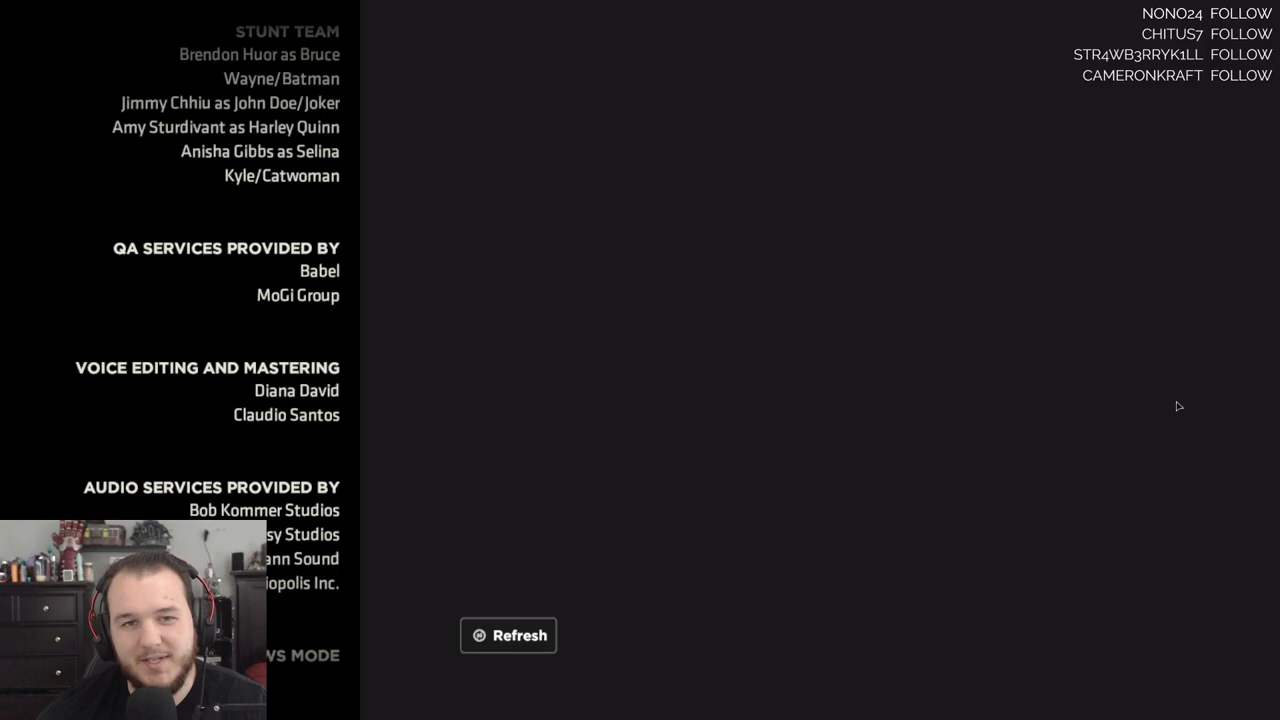 STUNT TEAM
Brendon Huor as Bruce
Wayne/Batman
Jimmy Chhiu as John Doe/Joker
Amy Sturdivant as Harley Quinn
Anisha Gibbs as Selina
Kyle/Catwoman
QA SERVICES PROVIDED BY
Babel
MoGi Group
VOICE EDITING AND MASTERING
Diana David
Claudio Santos
AUDIO SERVICES PROVIDED BY
Bob Kommer Studios
Studios
Sound
Inc.
MODE
NONO24 FOLLOW
CHITUS7 FOLLOW
STR4WB3RRYK1LL FOLLOW
CAMERONKRAFT FOLLOW
Refresh